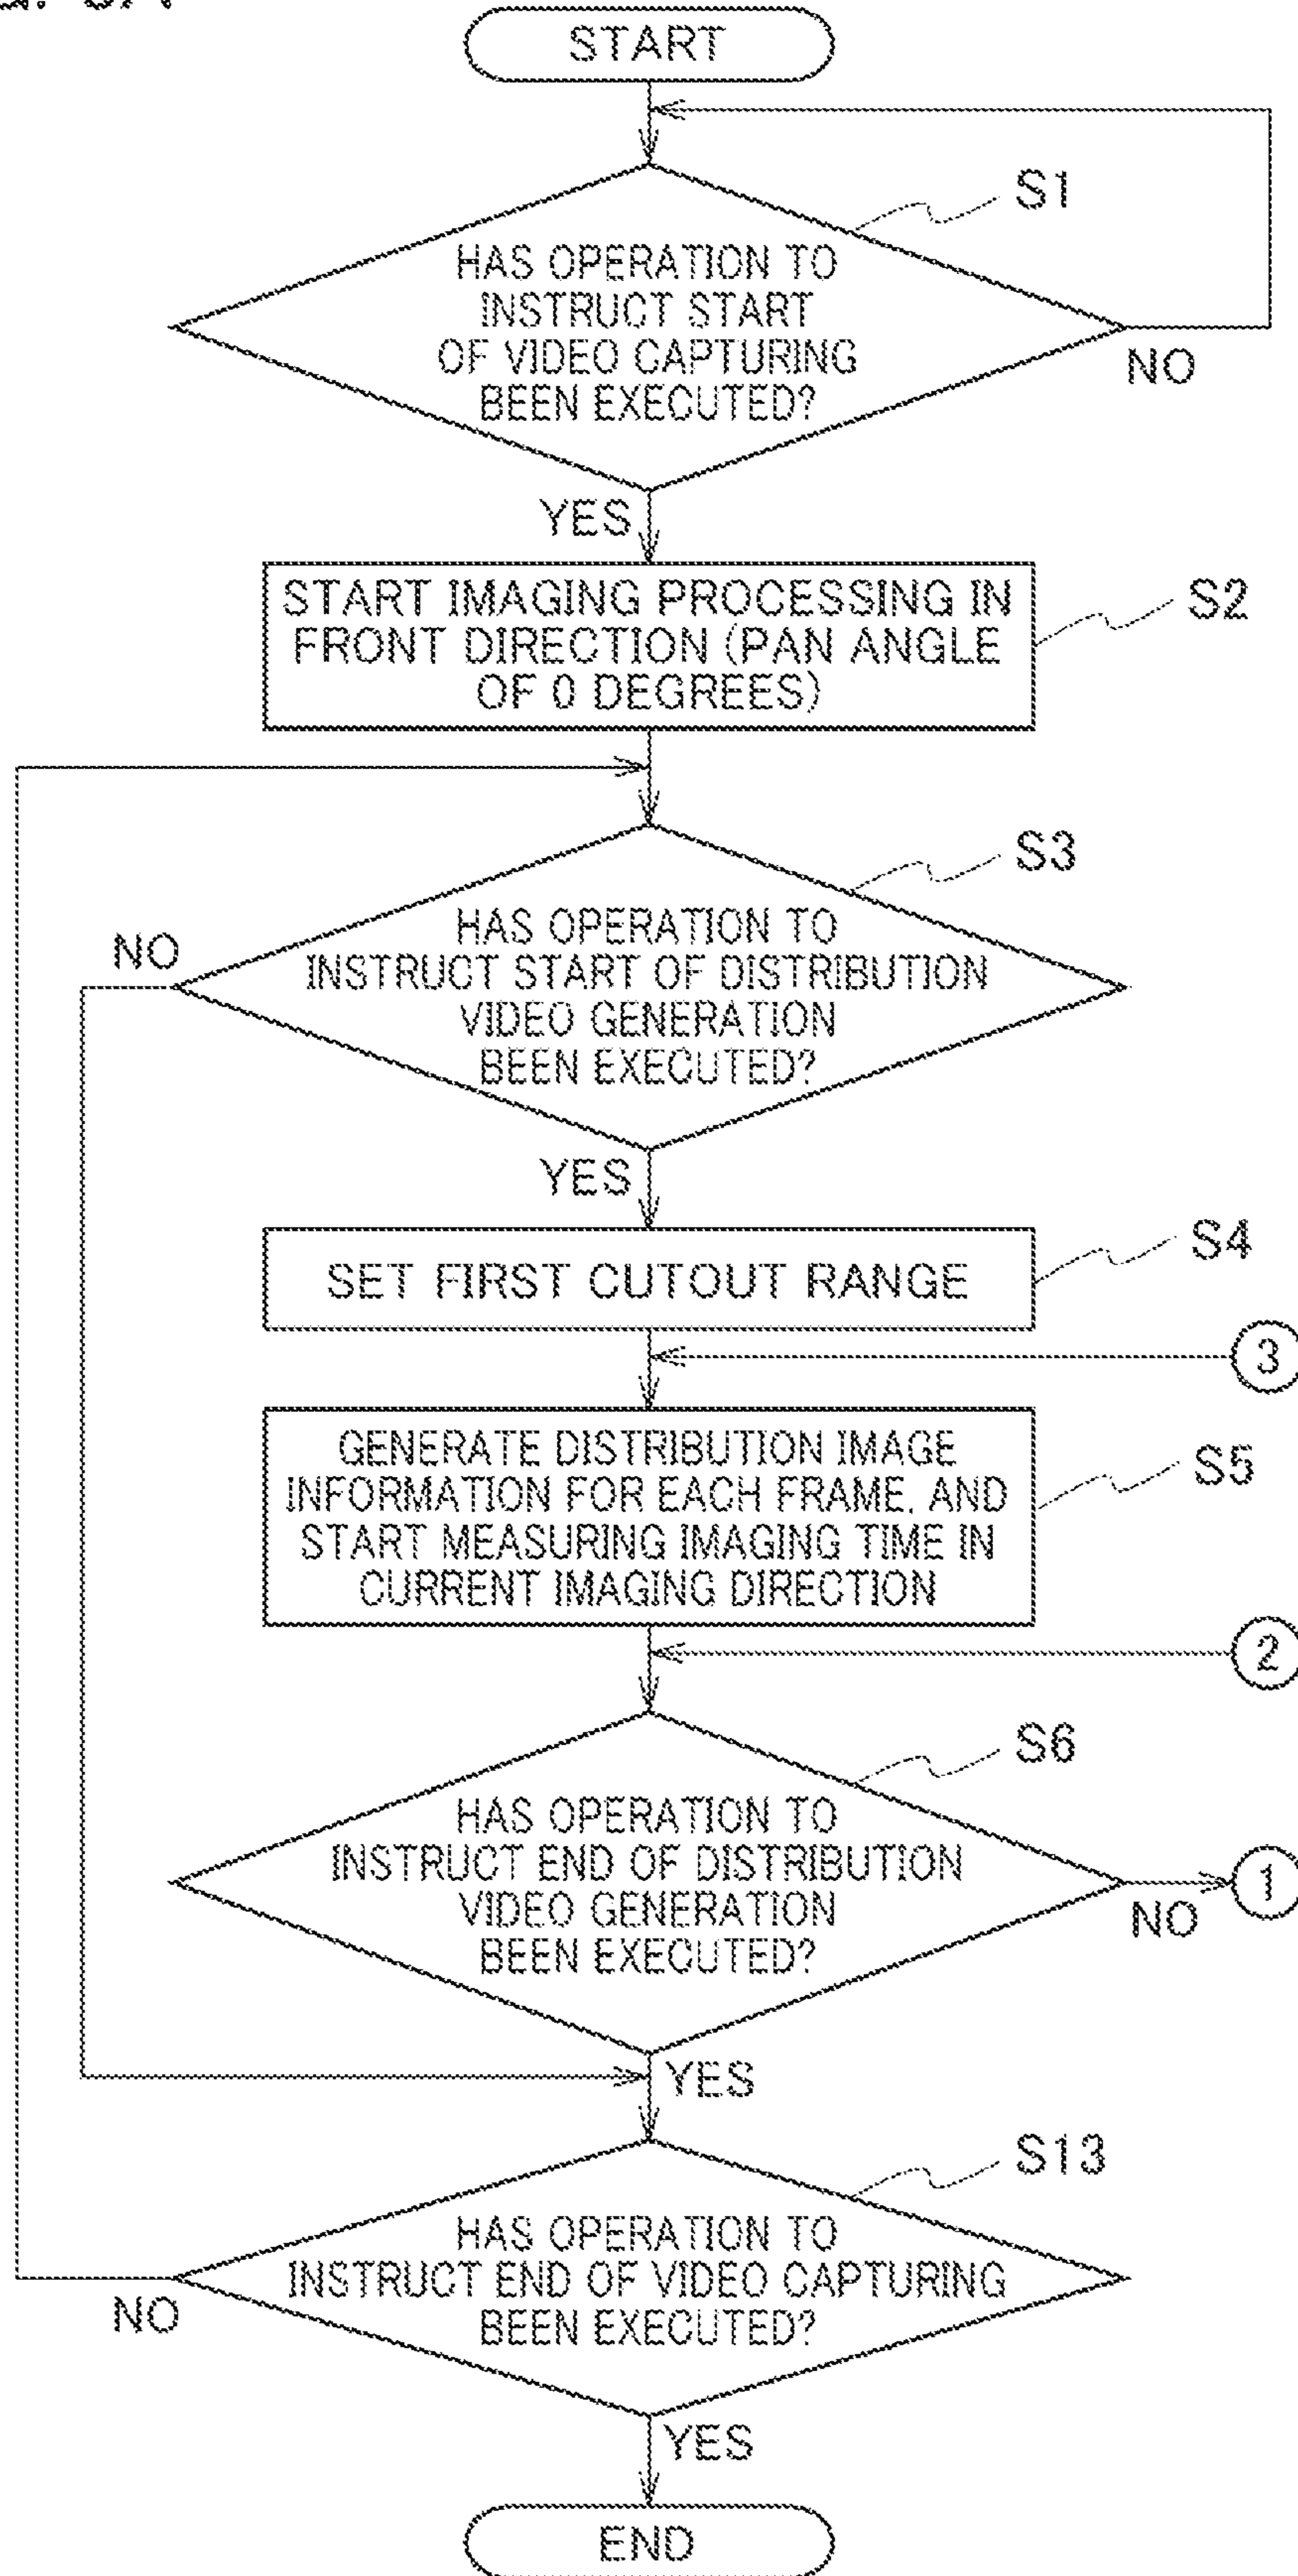 START
S1
HAS OPERATION TO
INSTRUCT START
OF VIDEO CAPTURING
BEEN EXECUTED?
NO
YES
START IMAGING PROCESSING IN
FRONT DIRECTION (PAN ANGLE
OF 0 DEGREES)
S2
S3
HAS OPERATION TO
INSTRUCT START OF DISTRIBUTION
VIDEO GENERATION
BEEN EXECUTED?
NO
YES
SET FIRST CUTOUT RANGE
S4
3
GENERATE DISTRIBUTION IMAGE
INFORMATION FOR EACH FRAME, AND
START MEASURING IMAGING TIME IN
CURRENT IMAGING DIRECTION
S5
2
S6
HAS OPERATION TO
INSTRUCT END OF DISTRIBUTION
VIDEO GENERATION
BEEN EXECUTED?
NO
1
YES
S13
HAS OPERATION TO
INSTRUCT END OF VIDEO CAPTURING
BEEN EXECUTED?
NO
YES
END